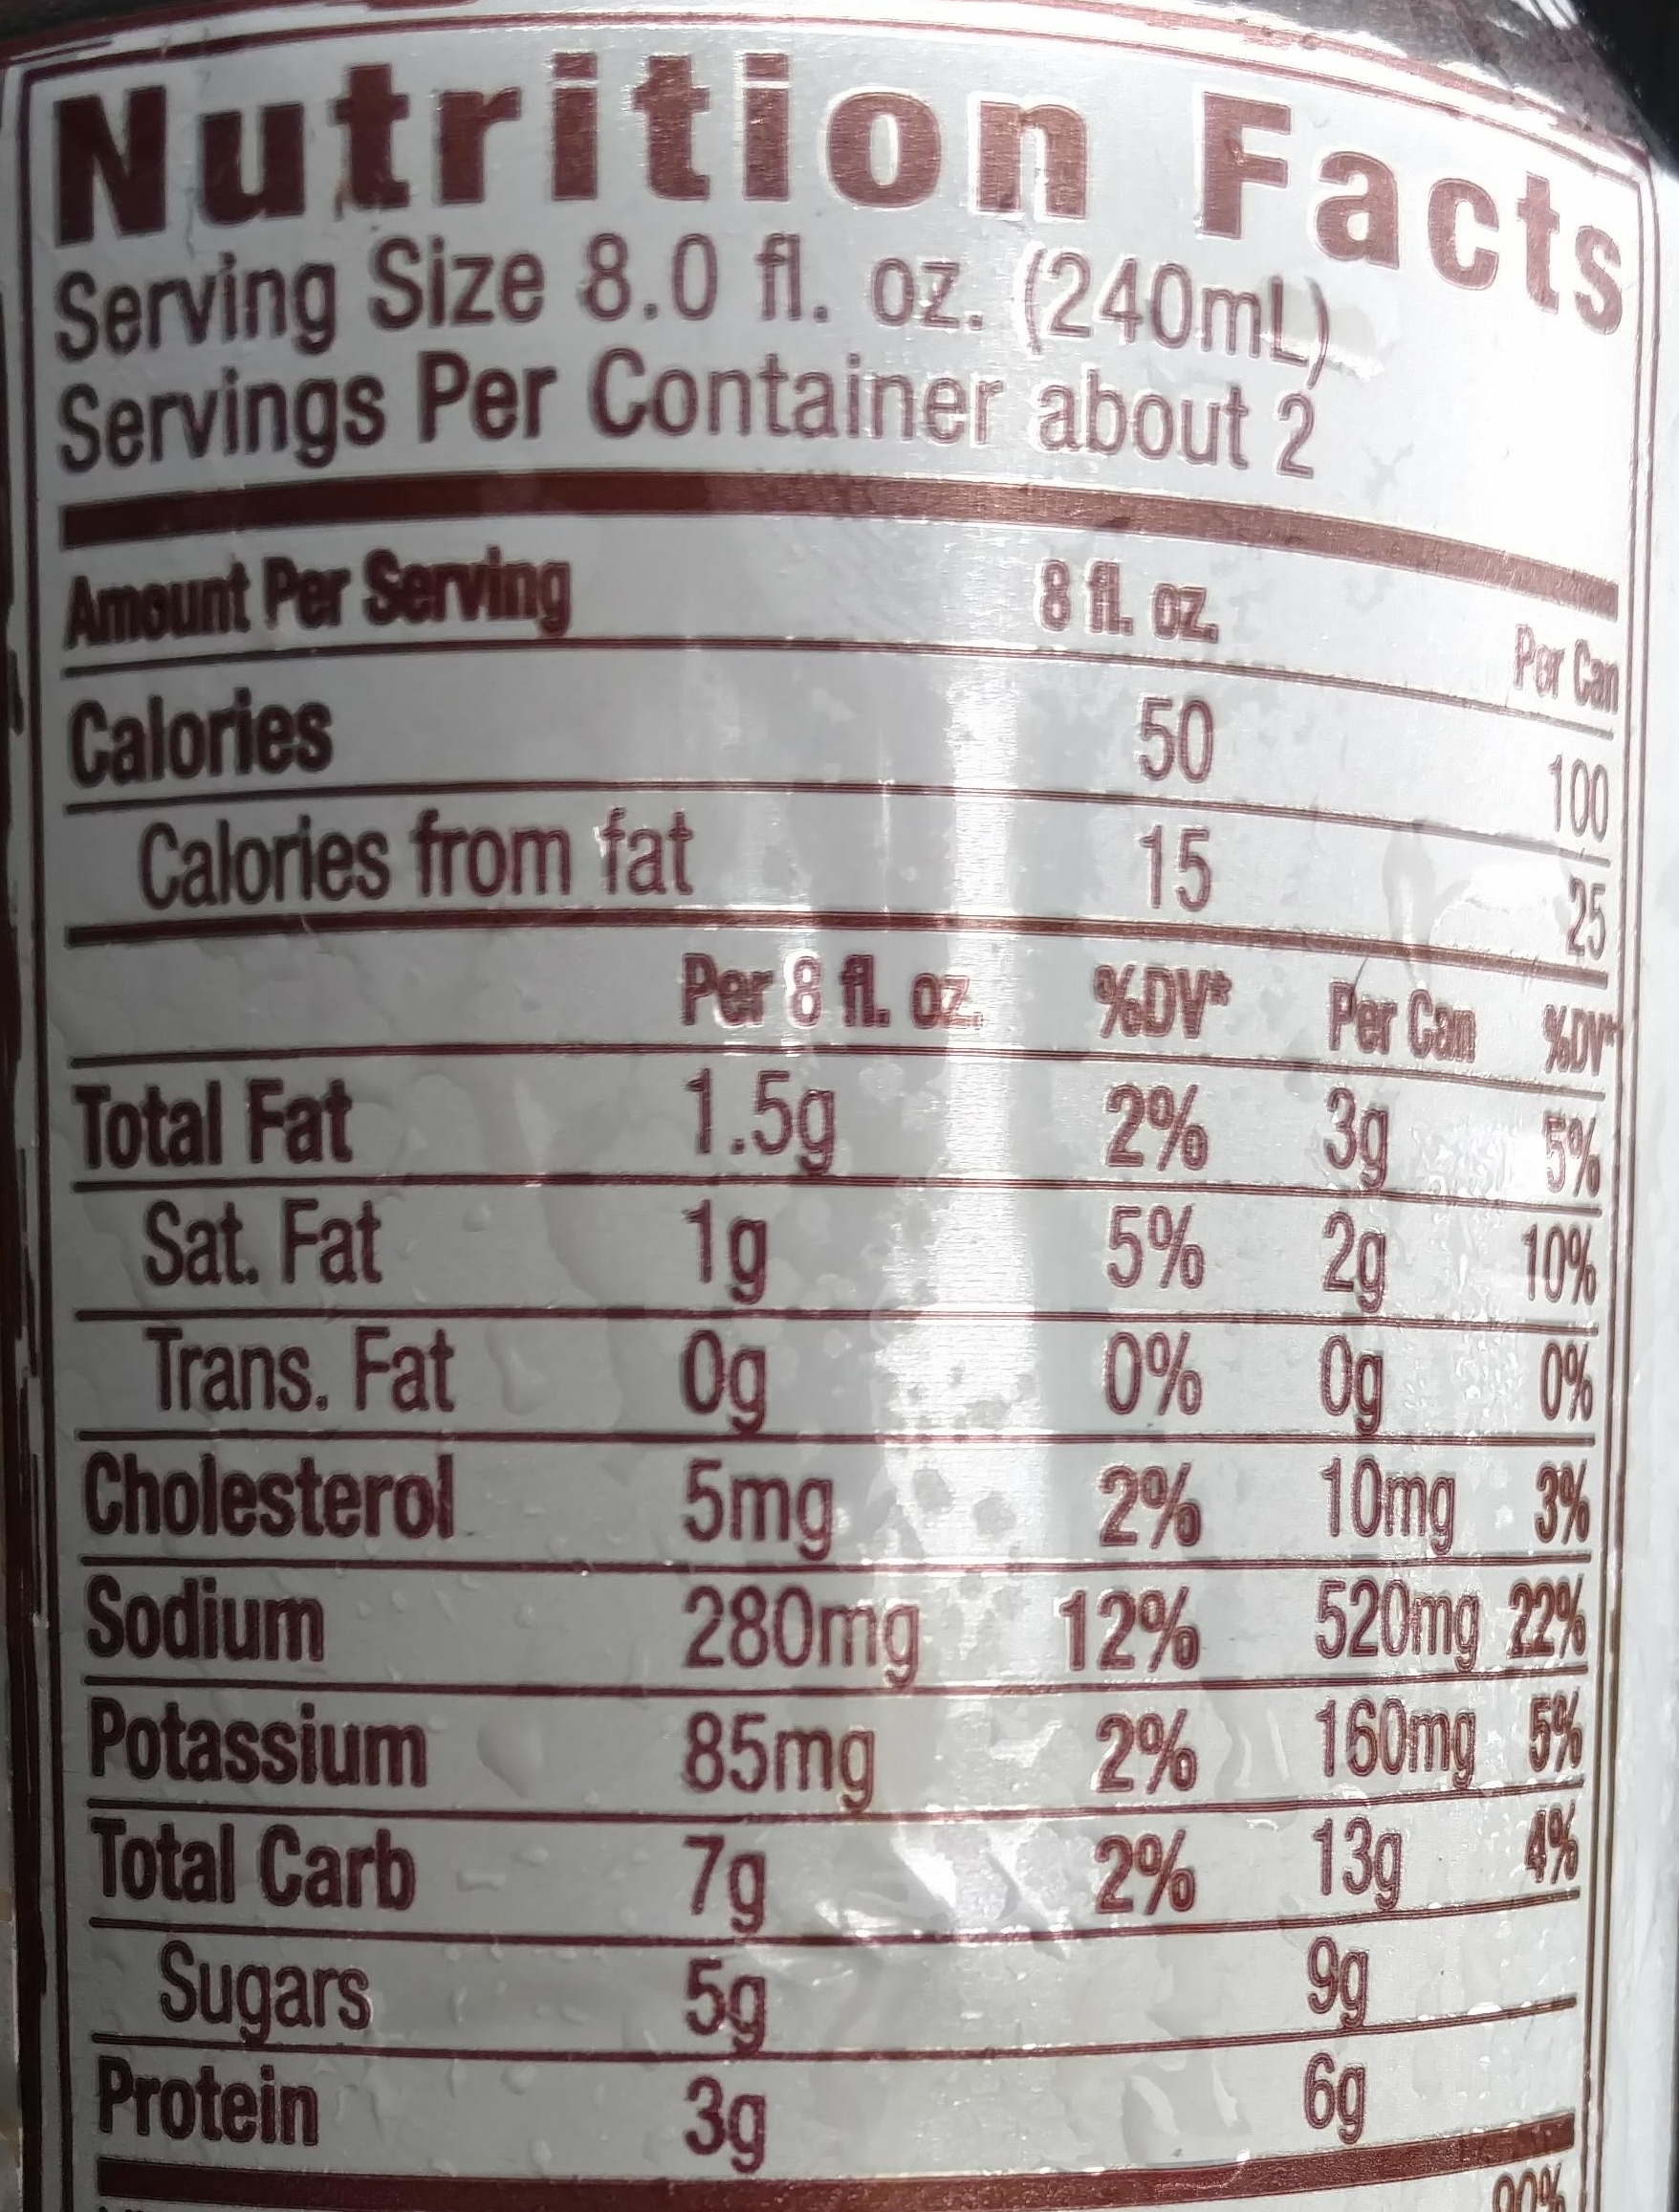 Nutrition Facts
Serving Size 8.0 fl. oz. (240mL)
Servings Per Container about 2
Amount Per Serving 8 fl. oz. Per Can
Calories 50 100
Calories from fat 15 25
Per 8 fl. oz. %DV* Per Can %DV*
Total Fat 1.5g 2% 3g 5%
Sat. Fat 1g 5% 2g 10%
Trans. Fat 0g 0% 0g 0%
Cholesterol 5mg 2% 10mg 3%
Sodium 280mg 12% 520mg 22%
Potassium 85mg 2% 160mg 5%
Total Carb 7g 2% 13g 4%
Sugars 5g 9g
Protein 3g 6g